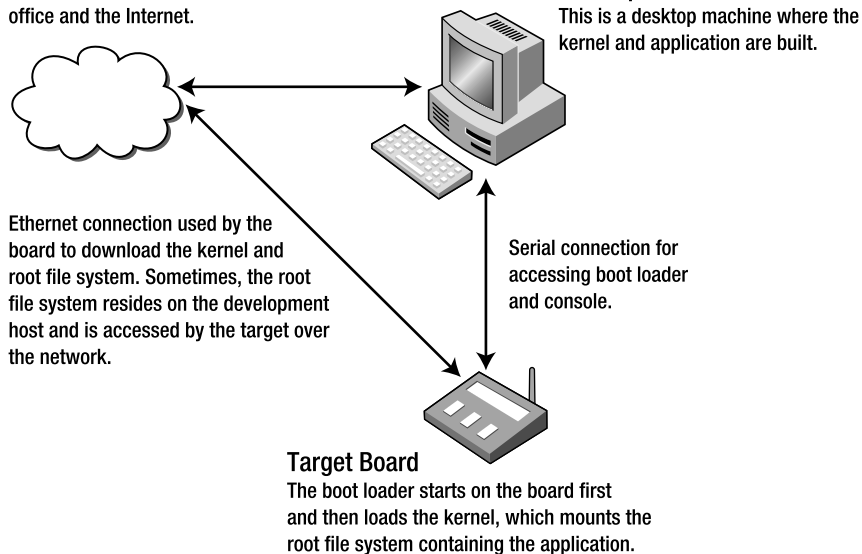 office and the Internet.
This is a desktop machine where the
kernel and application are built.
Ethernet connection used by the
board to download the kernel and
root file system. Sometimes, the root
file system resides on the development
host and is accessed by the target over
the network.
Serial connection for
accessing boot loader
and console.
Target Board
The boot loader starts on the board first
and then loads the kernel, which mounts the
root file system containing the application.